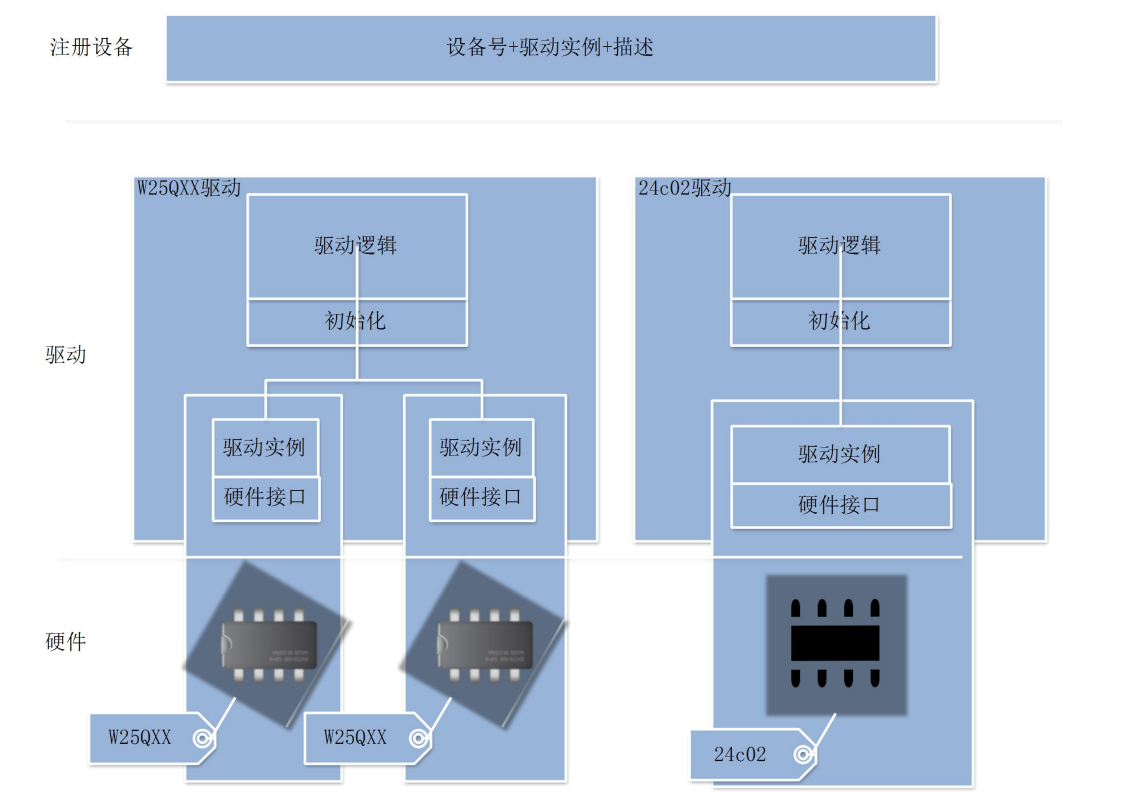 注册设备
设备号+驱动实例+描述
W25QXX驱动
24c02驱动
驱动逻辑
驱动逻辑
初始化
初始化
驱动
驱动实例
驱动实例
驱动实例
硬件接口
硬件接口
硬件接口
硬件
W25QXX
W25QXX
24c02